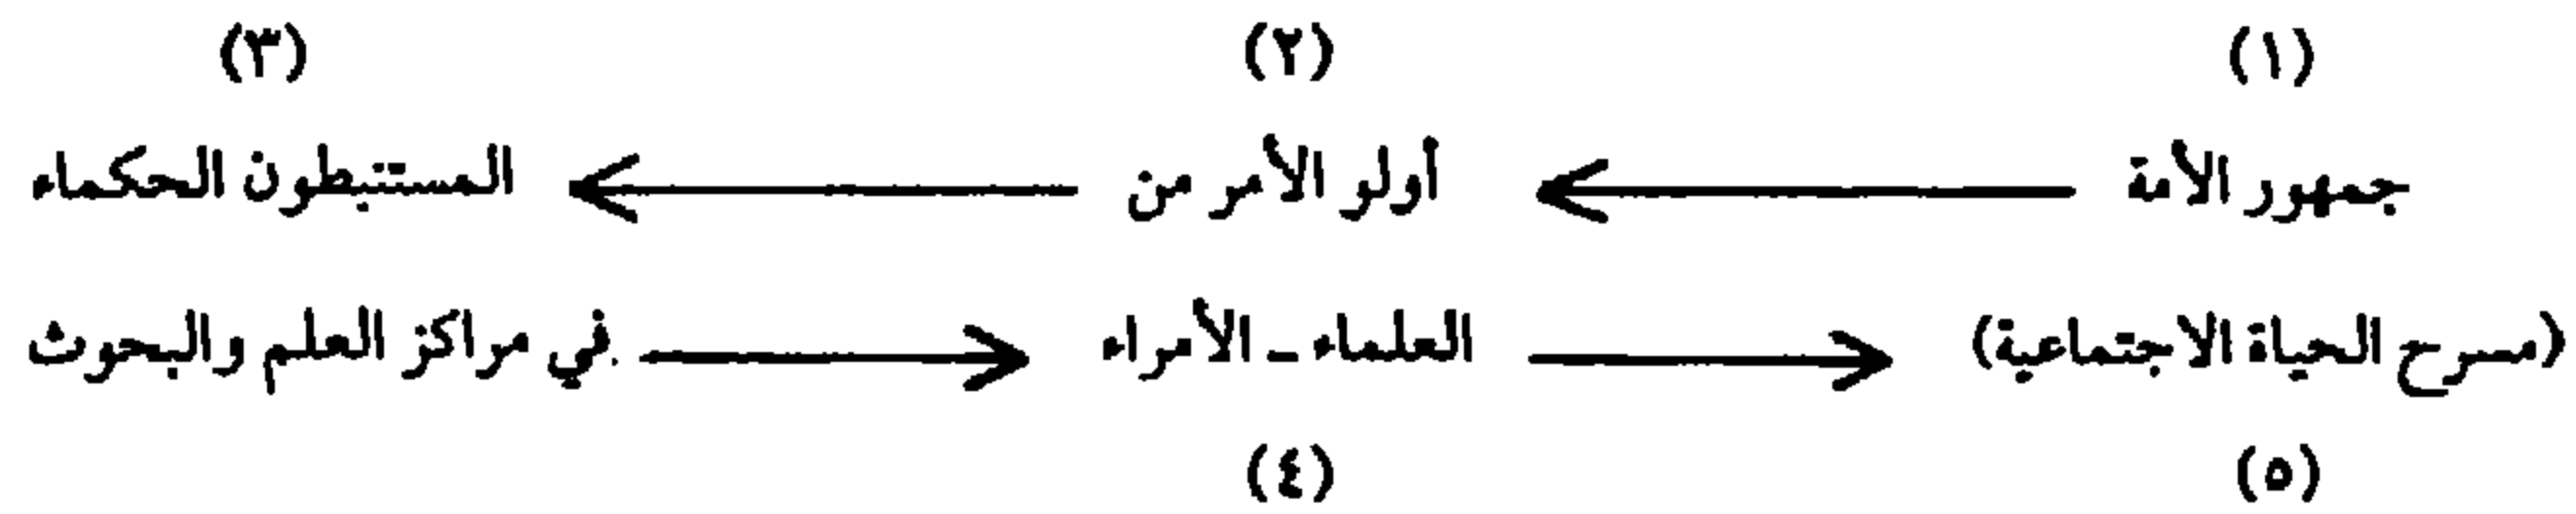 (١) (٢) (٣)
جمهور الأمة أولو الأمر من المستنبطون الحكماء
(مسرح الحياة الاجتماعية) العلماء - الأمراء في مراكز العلم والبحوث
(٥) (٤)